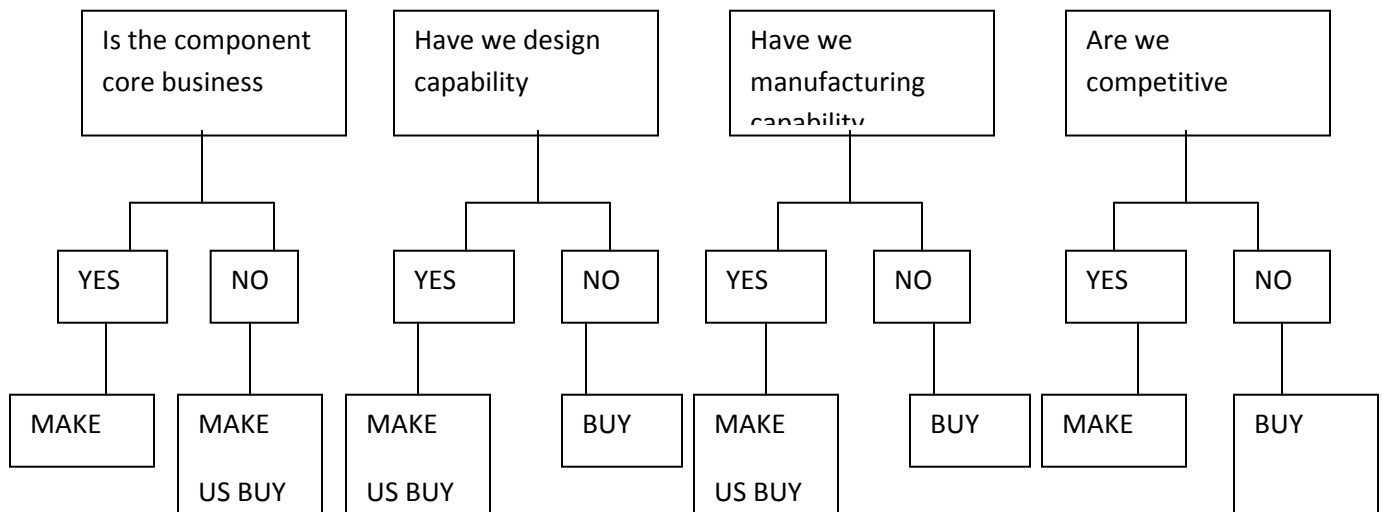 Is the component
core business
Have we design
capability
Have we
manufacturing
capability
Are we
competitive
YES
NO
YES
NO
YES
NO
YES
NO
MAKE
MAKE
US BUY
MAKE
US BUY
BUY
MAKE
US BUY
BUY
MAKE
BUY